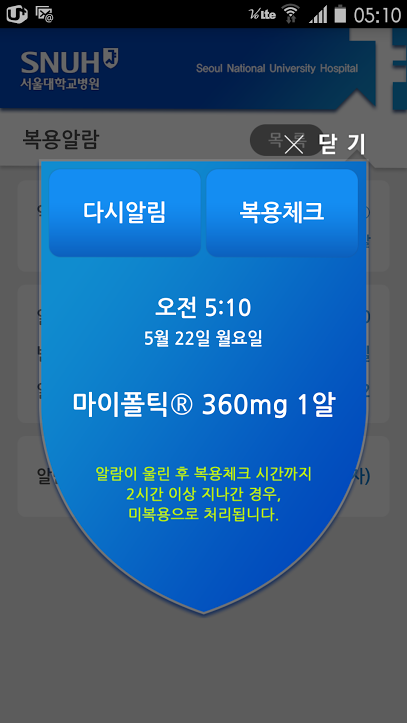 LTE 05:10
SNUH
서울대학교병원
Seoul National University Hospital
복용알람
목록
닫 기
다시알림
복용체크
오전 5:10
5월 22일 월요일
마이폴틱® 360mg 1알
알람이 울린 후 복용체크 시간까지
2시간 이상 지나간 경우,
미복용으로 처리됩니다.